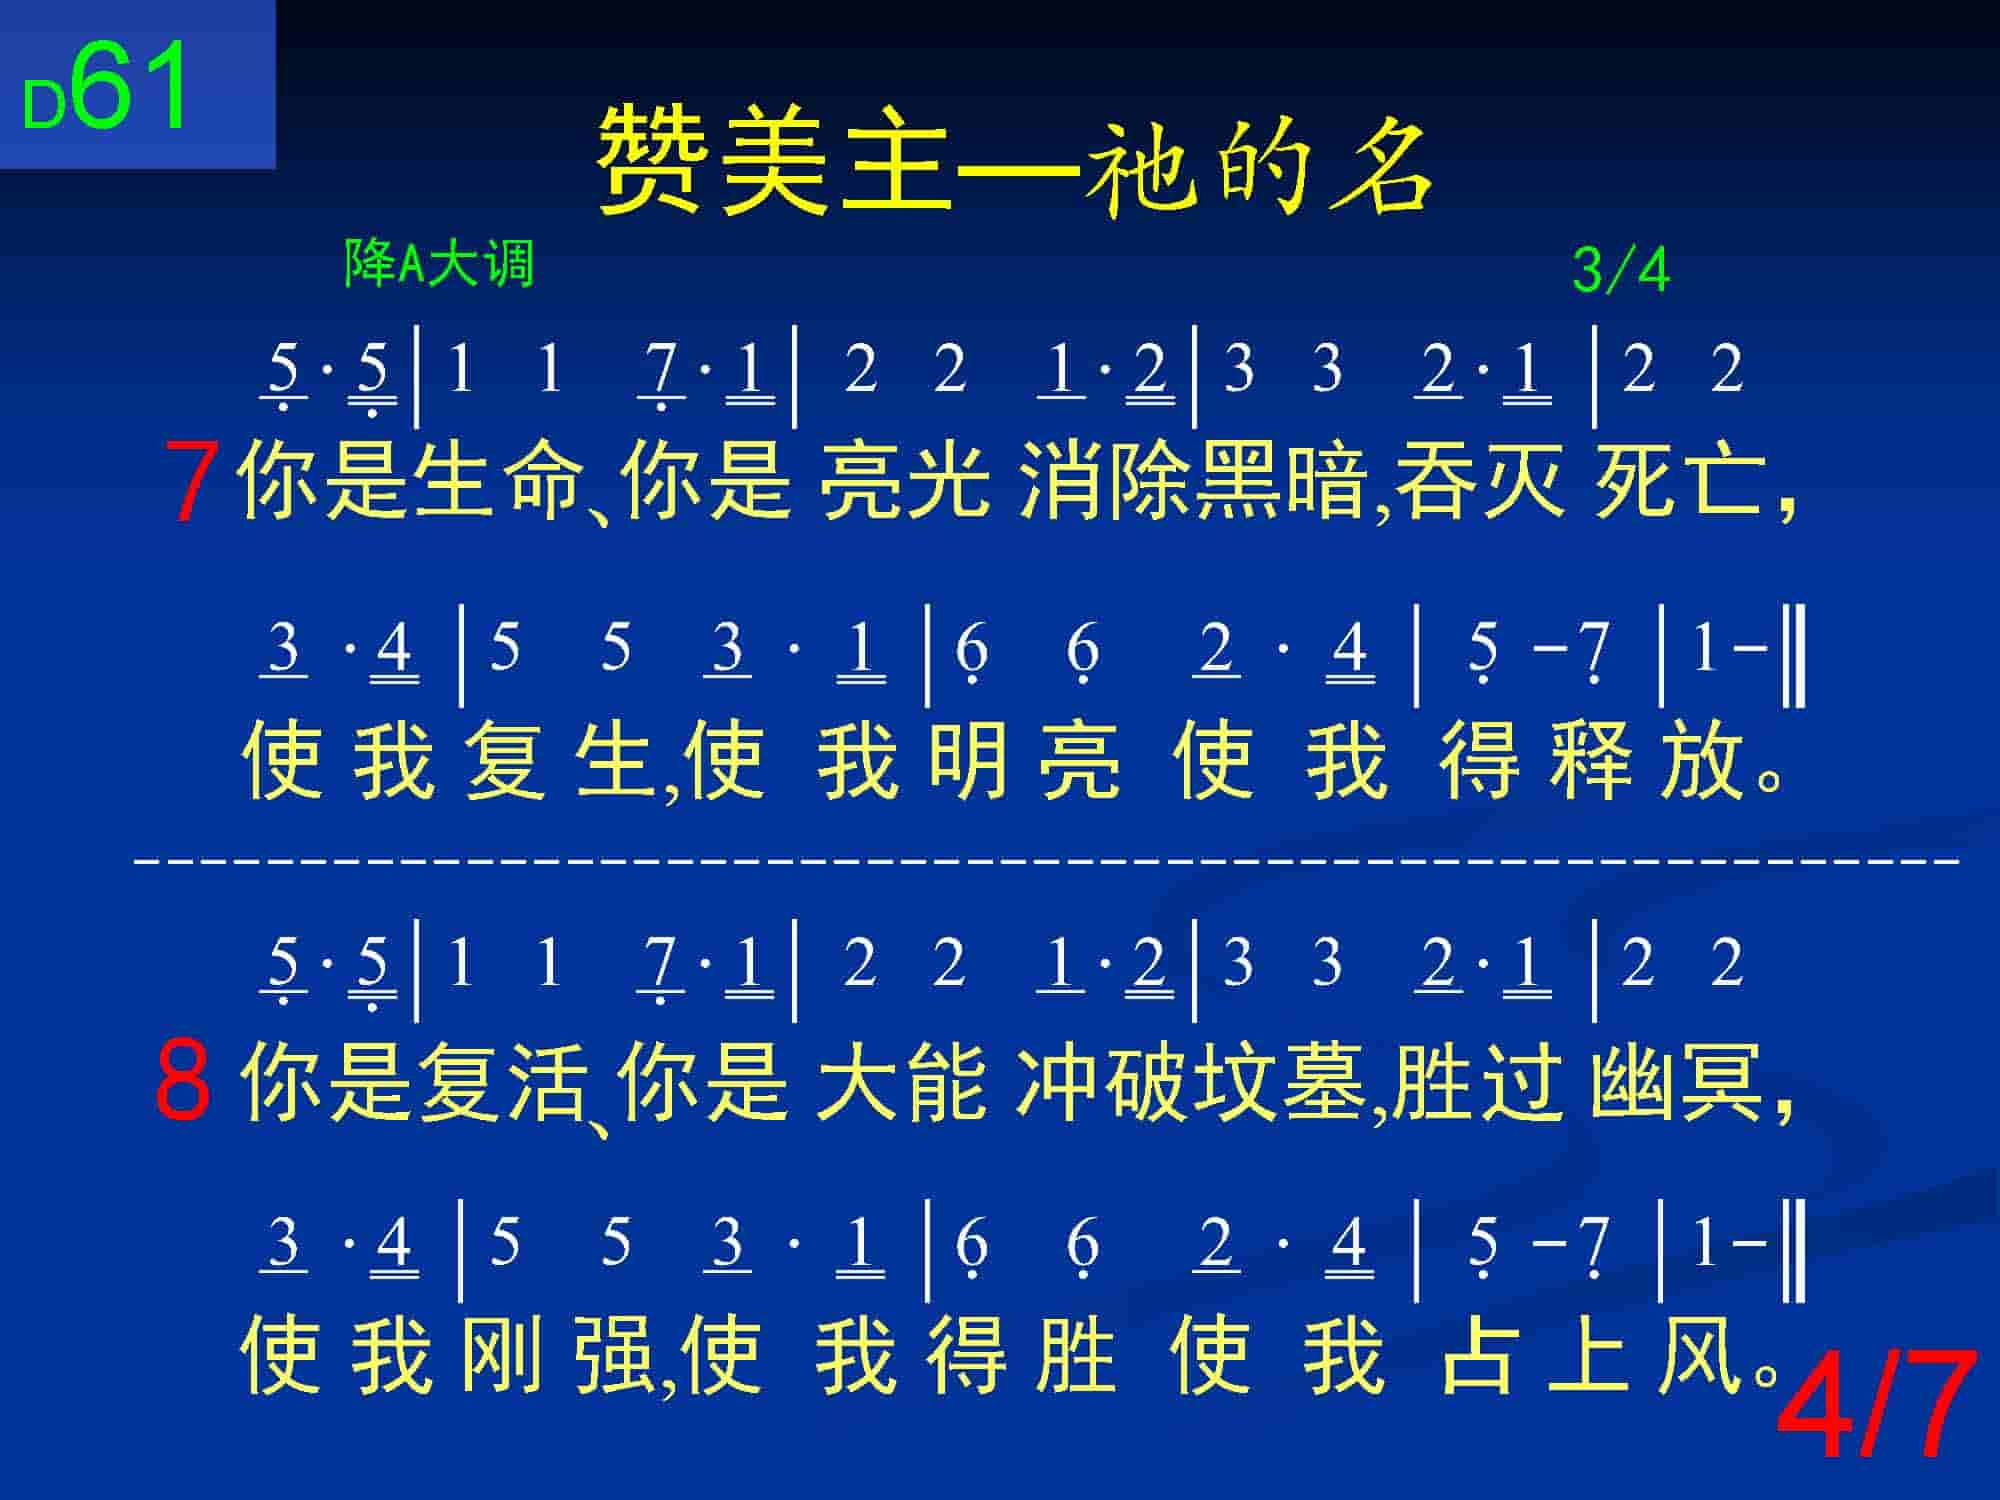 D61
赞美主—祂的名
降A大调 3/4
5̣·5̣|1 1 7̣·1|2 2 1·2|3 3 2·1|2 2
7 你是生命、你是 亮光 消除黑暗,吞灭 死亡，
3·4|5 5 3·1|6̣ 6̣ 2·4|5̣-7̣|1-‖
使我复生,使 我明亮 使 我 得释放。
5̣·5̣|1 1 7̣·1|2 2 1·2|3 3 2·1|2 2
8 你是复活、你是 大能 冲破坟墓,胜过 幽冥，
3·4|5 5 3·1|6̣ 6̣ 2·4|5̣-7̣|1-‖
使我刚强,使 我得胜 使 我 占上风。
4/7